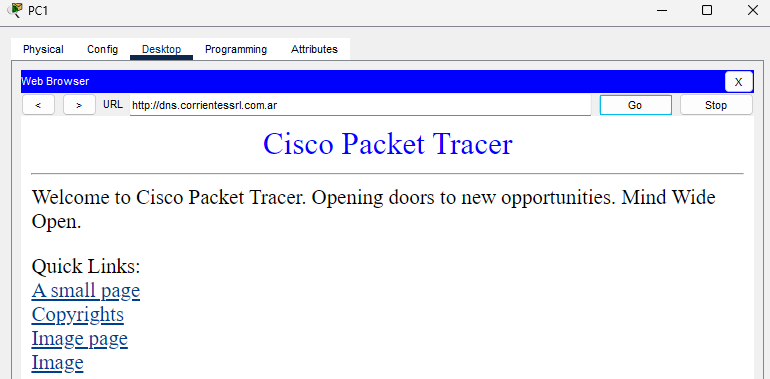 PC1
Physical Config Desktop Programming Attributes
Web Browser X
< > URL http://dns.corrientessrl.com.ar Go Stop
Cisco Packet Tracer
Welcome to Cisco Packet Tracer. Opening doors to new opportunities. Mind Wide
Open.
Quick Links:
A small page
Copyrights
Image page
Image